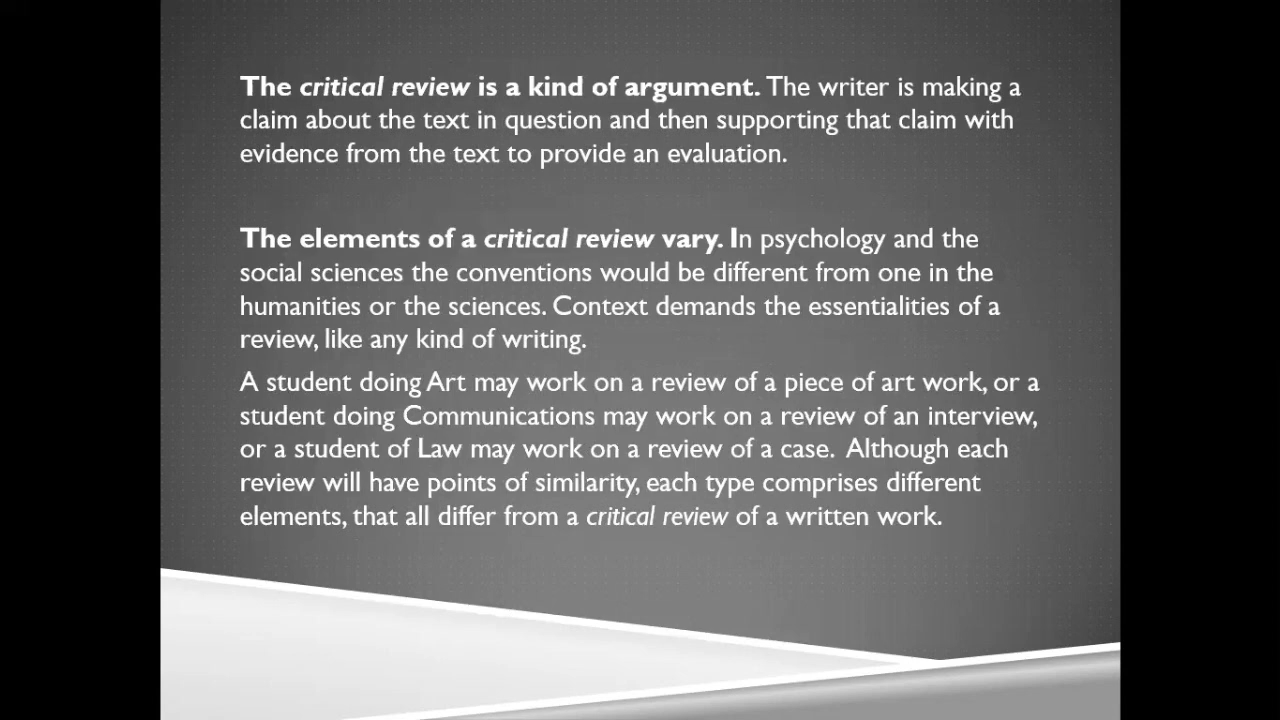 The critical review is a kind of argument. The writer is making a
claim about the text in question and then supporting that claim with
evidence from the text to provide an evaluation.
The elements of a critical review vary. In psychology and the
social sciences the conventions would be different from one in the
humanities or the sciences. Context demands the essentialities of a
review, like any kind of writing.
A student doing Art may work on a review of a piece of art work, or a
student doing Communications may work on a review of an interview,
or a student of Law may work on a review of a case. Although each
review will have points of similarity, each type comprises different
elements, that all differ from a critical review of a written work.